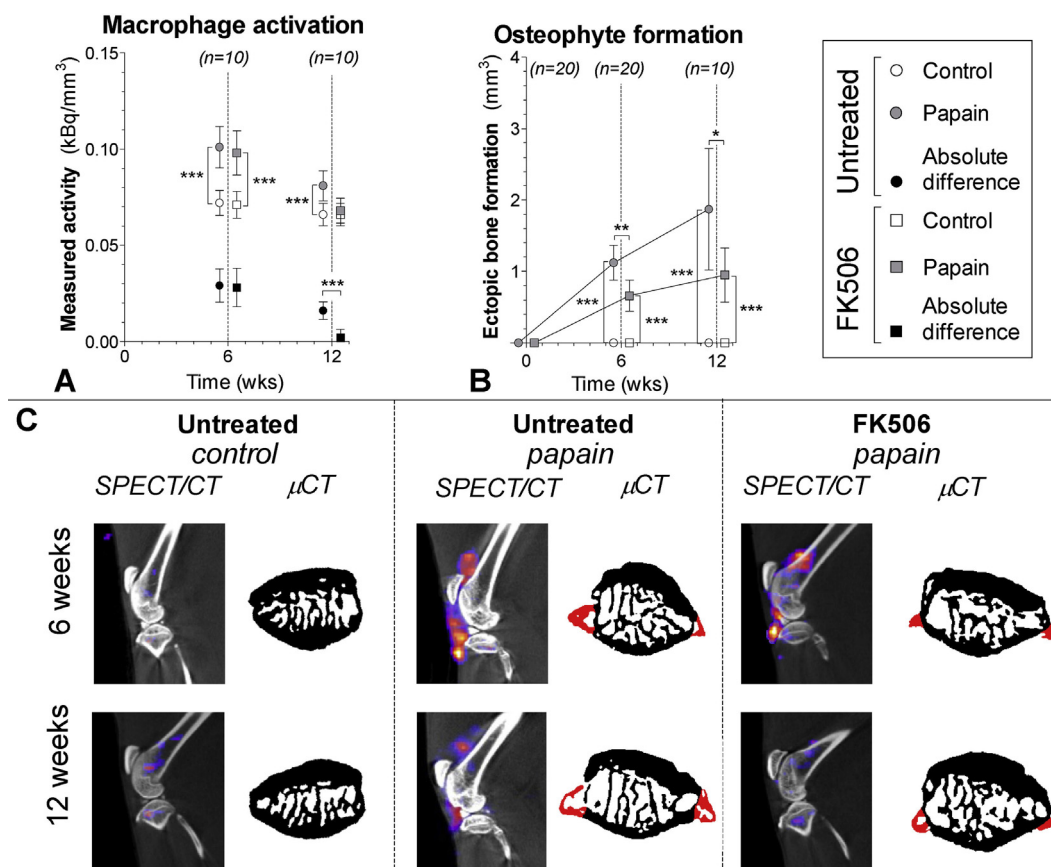 Macrophage activation
(n=10) (n=10)
0.15
0.10
0.05
0.00
Measured activity (kBq/mm³)
*** *** *** ***
0 6 12
Time (wks)
A
Osteophyte formation
(n=20) (n=20) (n=10)
4
3
2
1
0
Ectopic bone formation (mm³)
*
**
*** *** *** ***
0 6 12
Time (wks)
B
Untreated
Control
Papain
Absolute
difference
FK506
Control
Papain
Absolute
difference
C
Untreated
control
SPECT/CT μCT
Untreated
papain
SPECT/CT μCT
FK506
papain
SPECT/CT μCT
6 weeks
12 weeks